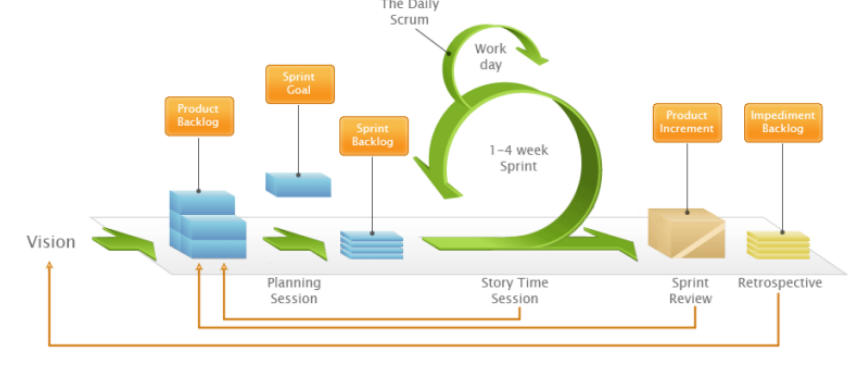 The Daily
Scrum
Work
day
Sprint
Goal
Product
Backlog
Sprint
Backlog
Product
Increment
Impediment
Backlog
1-4 week
Sprint
Vision
Planning
Session
Story Time
Session
Sprint
Review
Retrospective